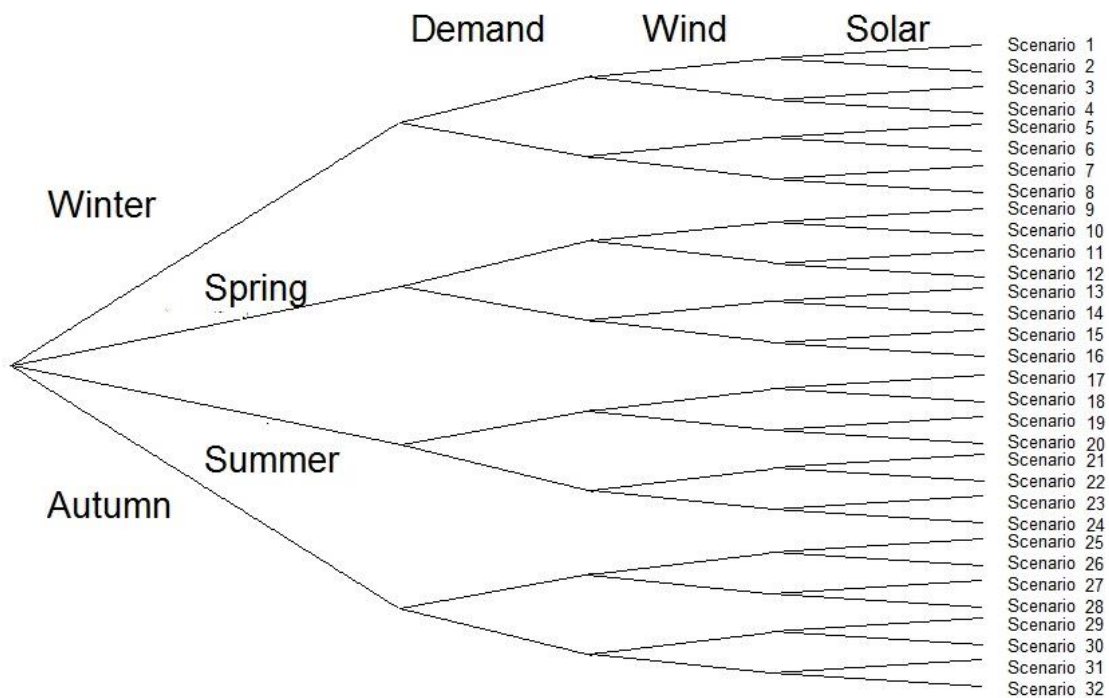 Demand Wind Solar
Scenario 1
Scenario 2
Scenario 3
Scenario 4
Scenario 5
Scenario 6
Scenario 7
Scenario 8
Winter
Scenario 9
Scenario 10
Scenario 11
Scenario 12
Spring
Scenario 13
Scenario 14
Scenario 15
Scenario 16
Scenario 17
Scenario 18
Scenario 19
Scenario 20
Summer
Scenario 21
Scenario 22
Autumn
Scenario 23
Scenario 24
Scenario 25
Scenario 26
Scenario 27
Scenario 28
Scenario 29
Scenario 30
Scenario 31
Scenario 32